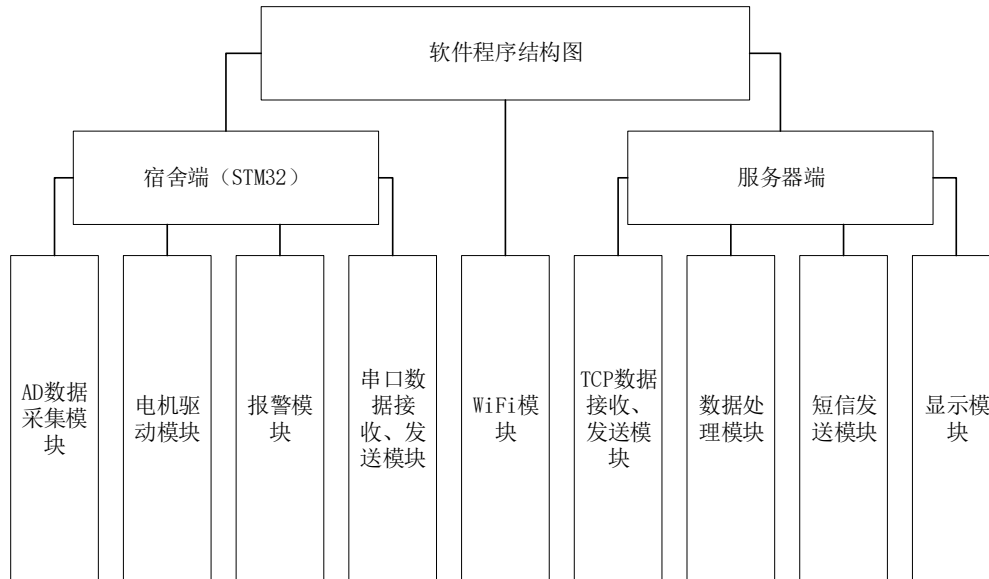 软件程序结构图
宿舍端（STM32）
服务器端
AD数据
采集模
块
电机驱
动模块
报警模
块
串口数
据接
收、发
送模块
WiFi模
块
TCP数据
接收、
发送模
块
数据处
理模块
短信发
送模块
显示模
块